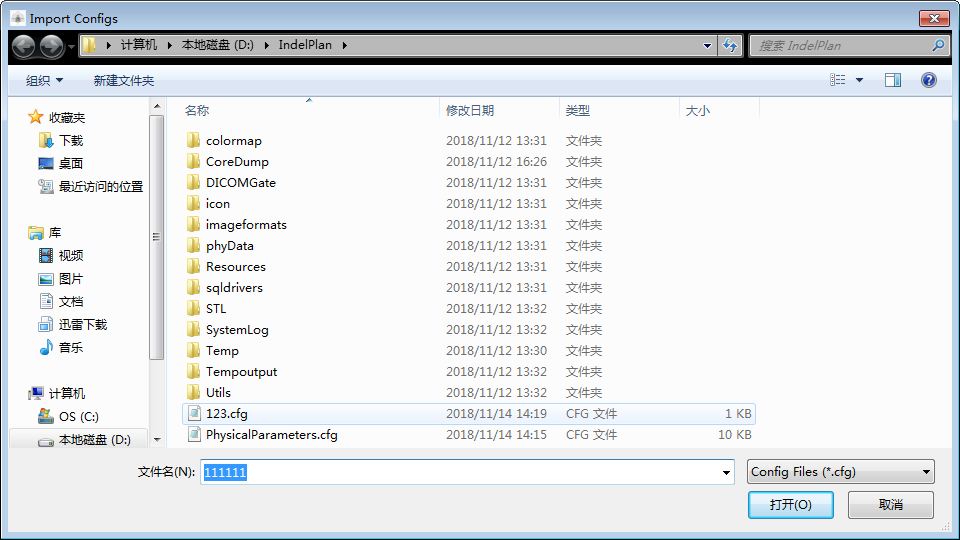 Import Configs
计算机 本地磁盘 (D:) IndelPlan
搜索 IndelPlan
组织 新建文件夹
收藏夹
下载
桌面
最近访问的位置
库
视频
图片
文档
迅雷下载
音乐
计算机
OS (C:)
本地磁盘 (D:)
名称 修改日期 类型 大小
colormap 2018/11/12 13:31 文件夹
CoreDump 2018/11/12 16:26 文件夹
DICOMGate 2018/11/12 13:31 文件夹
icon 2018/11/12 13:31 文件夹
imageformats 2018/11/12 13:31 文件夹
phyData 2018/11/12 13:31 文件夹
Resources 2018/11/12 13:31 文件夹
sqldrivers 2018/11/12 13:31 文件夹
STL 2018/11/12 13:32 文件夹
SystemLog 2018/11/12 13:32 文件夹
Temp 2018/11/12 13:30 文件夹
Tempoutput 2018/11/12 13:32 文件夹
Utils 2018/11/12 13:32 文件夹
123.cfg 2018/11/14 14:19 CFG 文件 1 KB
PhysicalParameters.cfg 2018/11/14 14:15 CFG 文件 10 KB
文件名(N): 111111 Config Files (*.cfg)
打开(O) 取消